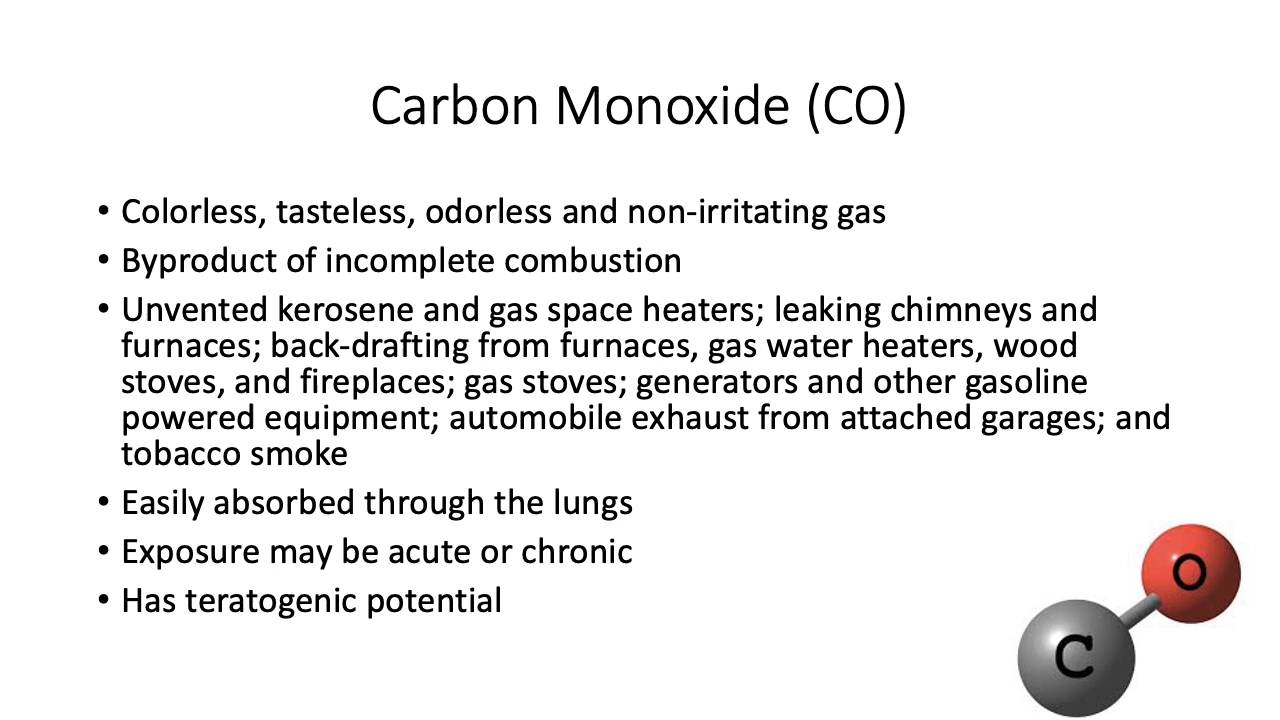 Carbon Monoxide (CO)
• Colorless, tasteless, odorless and non-irritating gas
• Byproduct of incomplete combustion
• Unvented kerosene and gas space heaters; leaking chimneys and
furnaces; back-drafting from furnaces, gas water heaters, wood
stoves, and fireplaces; gas stoves; generators and other gasoline
powered equipment; automobile exhaust from attached garages; and
tobacco smoke
• Easily absorbed through the lungs
• Exposure may be acute or chronic
• Has teratogenic potential
O
C